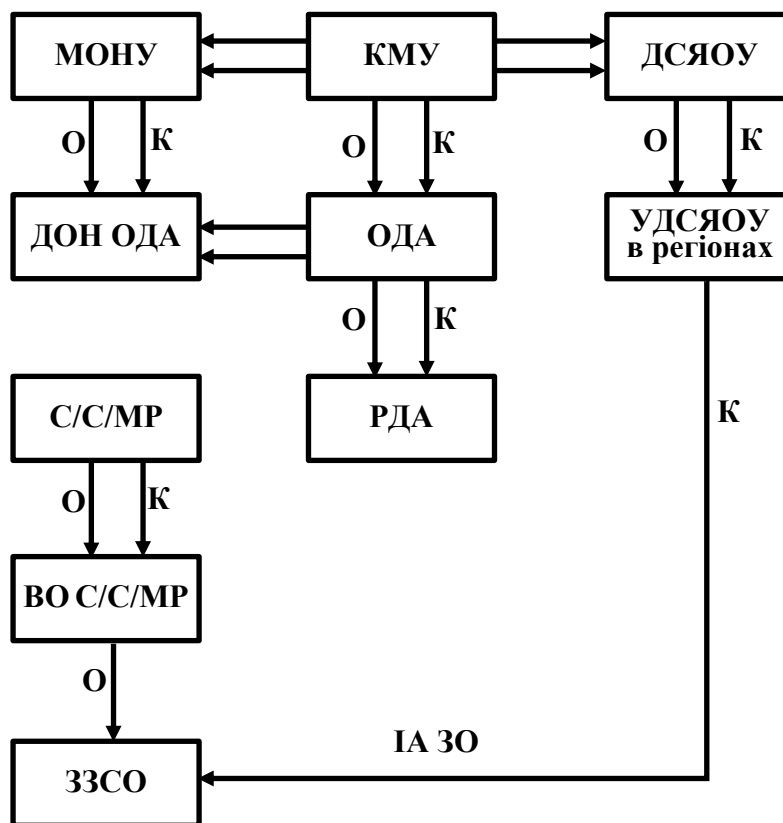 МОНУ
КМУ
ДСЯОУ
О
К
О
К
О
К
ДОН ОДА
ОДА
УДСЯОУ
в регіонах
О
К
С/С/МР
РДА
К
О
К
ВО С/С/МР
О
ІА ЗО
ЗЗСО